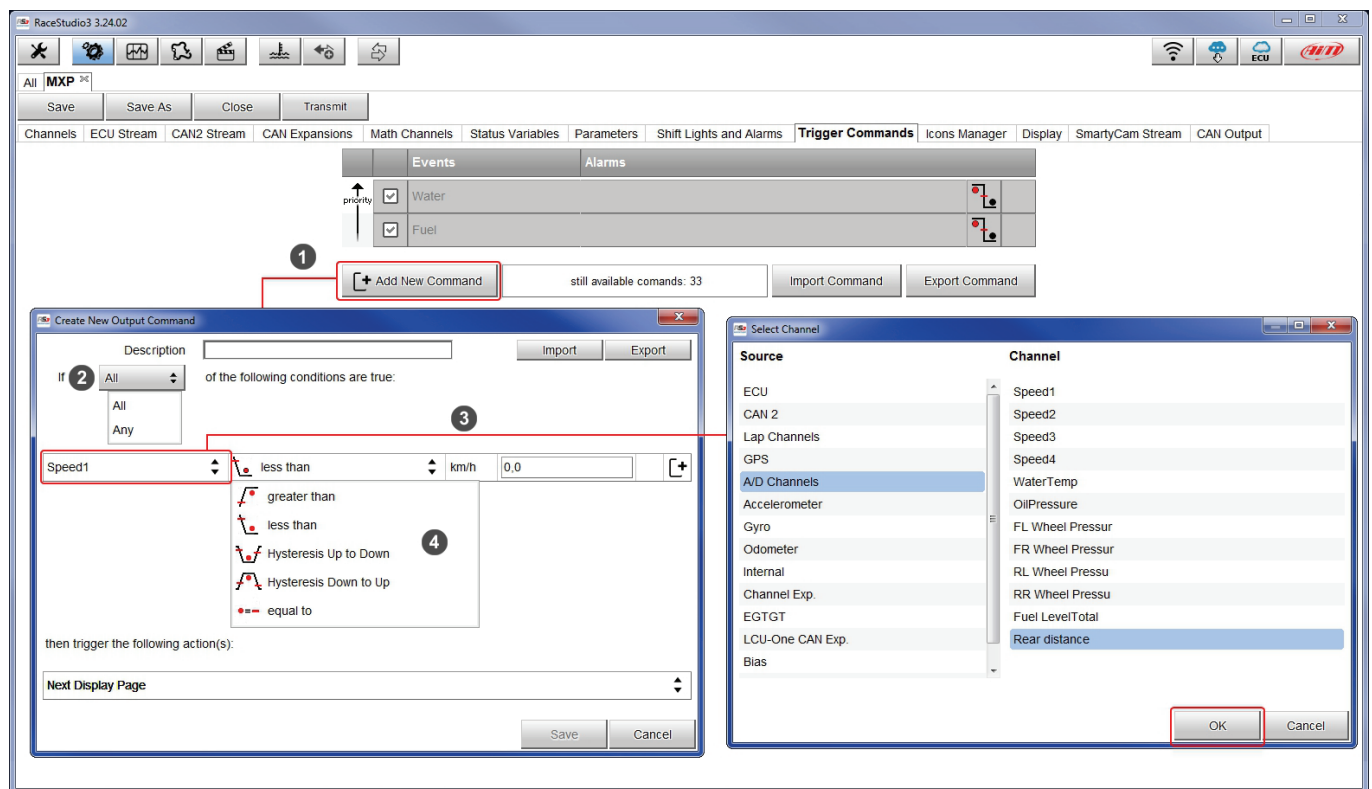 RaceStudio3 3.24.02
ECU
AIM
All MXP
Save Save As Close Transmit
Channels ECU Stream CAN2 Stream CAN Expansions Math Channels Status Variables Parameters Shift Lights and Alarms Trigger Commands Icons Manager Display SmartyCam Stream CAN Output
Events Alarms
priority
Water
Fuel
1
Add New Command still available comands: 33 Import Command Export Command
Create New Output Command
Description Import Export
If 2 All of the following conditions are true:
All
Any
3
Speed1 less than km/h 0,0
greater than
less than
4
Hysteresis Up to Down
Hysteresis Down to Up
equal to
then trigger the following action(s):
Next Display Page
Save Cancel
Select Channel
Source Channel
ECU Speed1
CAN 2 Speed2
Lap Channels Speed3
GPS Speed4
A/D Channels WaterTemp
Accelerometer OilPressure
Gyro FL Wheel Pressur
Odometer FR Wheel Pressur
Internal RL Wheel Pressu
Channel Exp. RR Wheel Pressu
EGTGT Fuel LevelTotal
LCU-One CAN Exp. Rear distance
Bias
OK Cancel